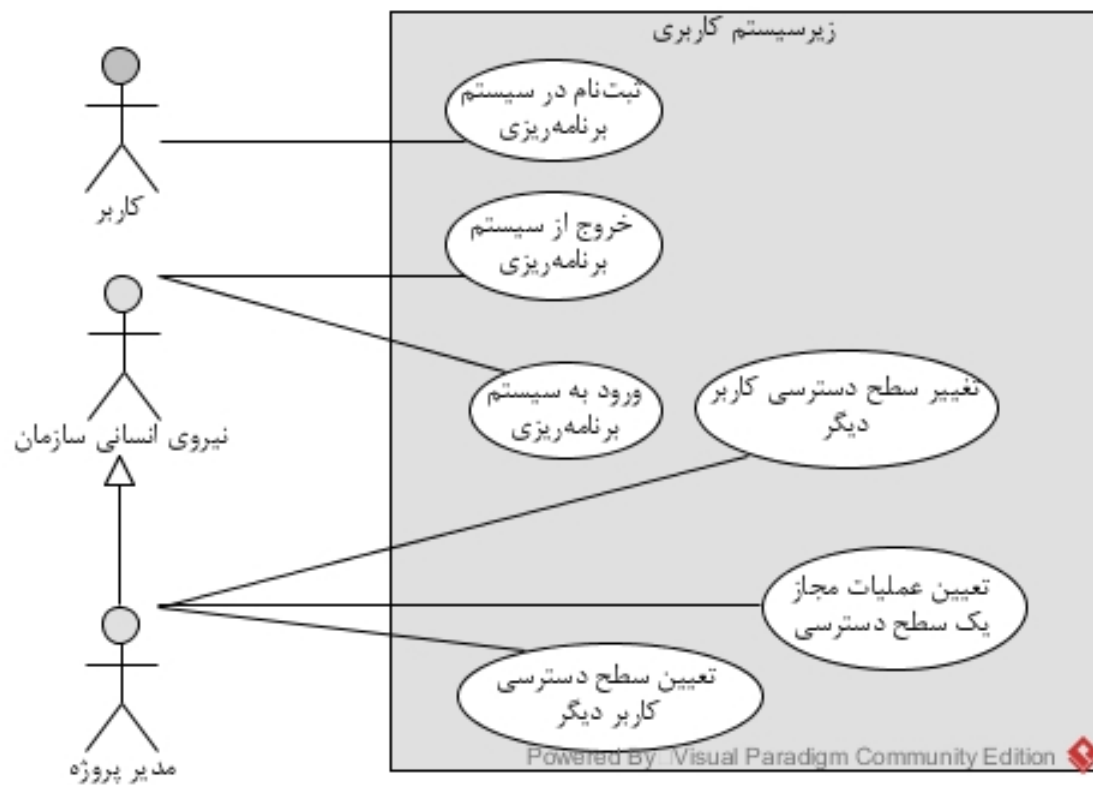 زیرسیستم کاربری
ثبت‌نام در سیستم
برنامه‌ریزی
کاربر
خروج از سیستم
برنامه‌ریزی
نیروی انسانی سازمان
ورود به سیستم
برنامه‌ریزی
تغییر سطح دسترسی کاربر
دیگر
تعیین عملیات مجاز
یک سطح دسترسی
تعیین سطح دسترسی
کاربر دیگر
مدیر پروژه
Powered By Visual Paradigm Community Edition